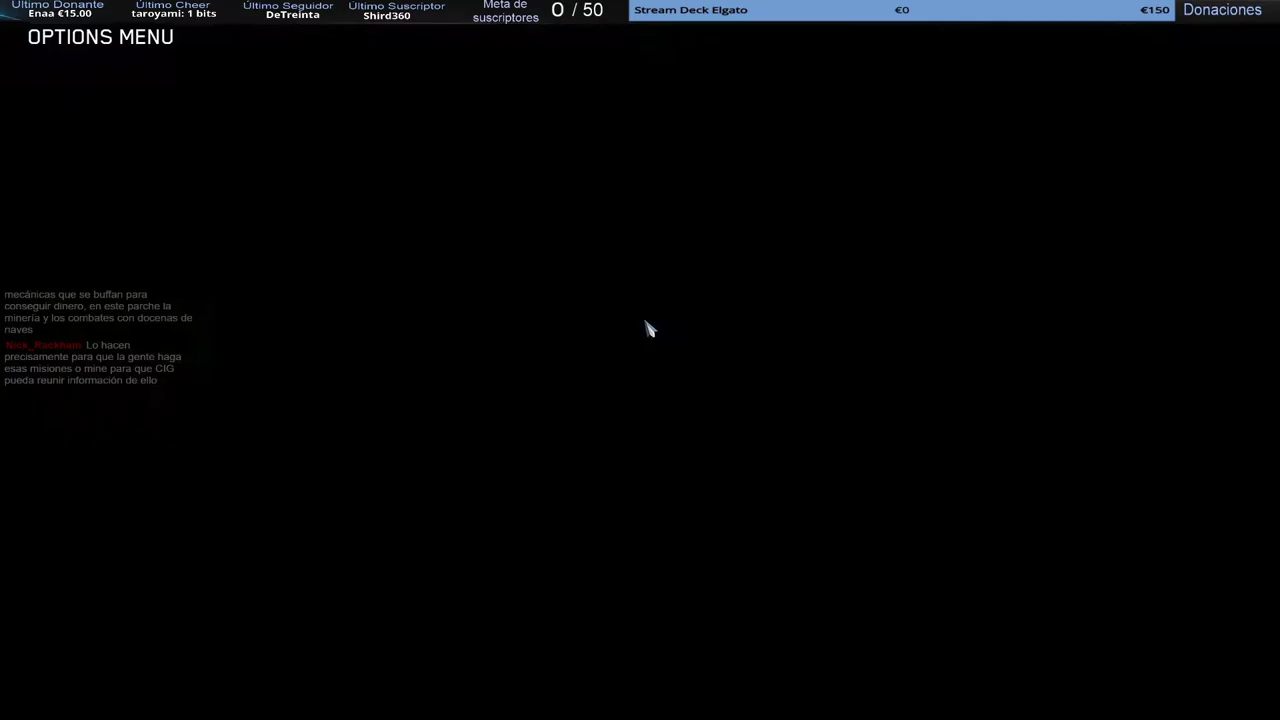 Último Donante
Enaa €15.00
Último Cheer
taroyami: 1 bits
Último Seguidor
DeTreinta
Último Suscriptor
Shird360
Meta de
suscriptores
0 / 50
Stream Deck Elgato €0 €150
Donaciones
OPTIONS MENU
mecánicas que se buffan para
conseguir dinero, en este parche la
minería y los combates con docenas de
naves
Nick_Rackham Lo hacen
precisamente para que la gente haga
esas misiones o mine para que CIG
pueda reunir información de ello